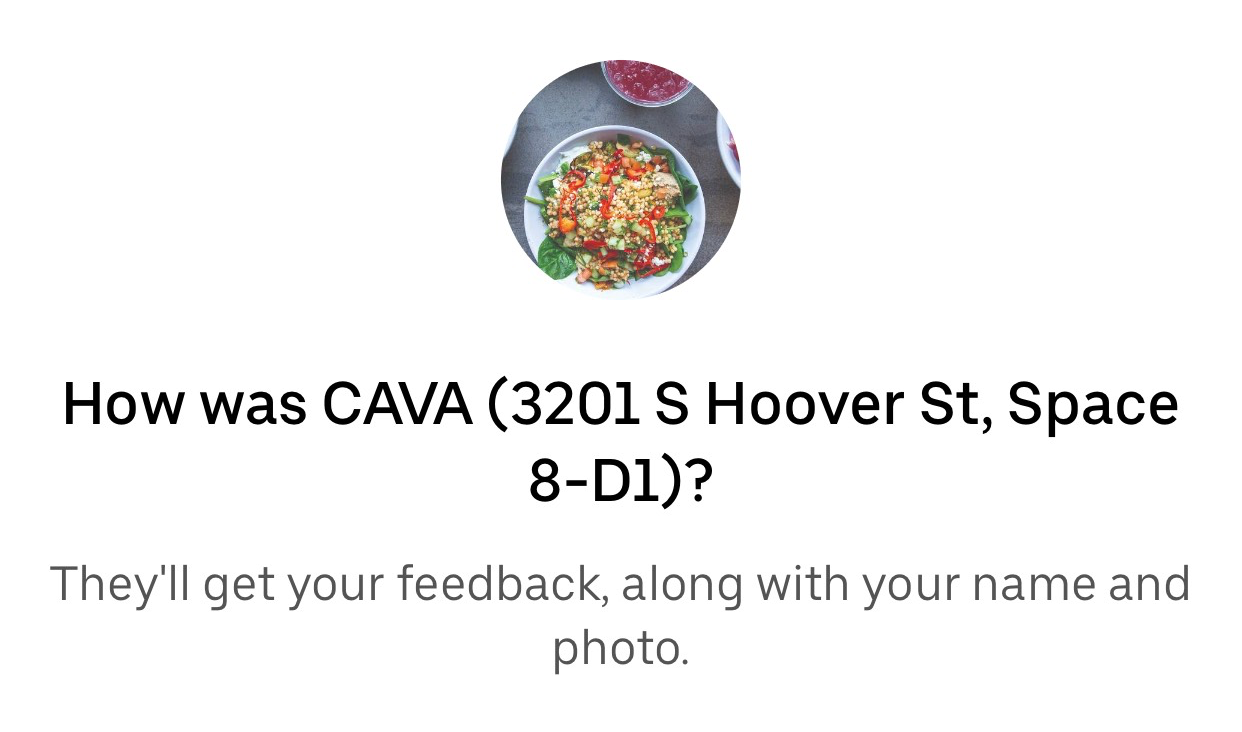 How was CAVA (3201 S Hoover St, Space
8-D1)?
They'll get your feedback, along with your name and
photo.